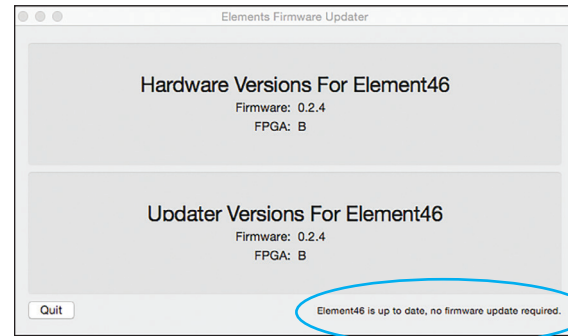 Elements Firmware Updater
Hardware Versions For Element46
Firmware: 0.2.4
FPGA: B
Updater Versions For Element46
Firmware: 0.2.4
FPGA: B
Quit
Element46 is up to date, no firmware update required.